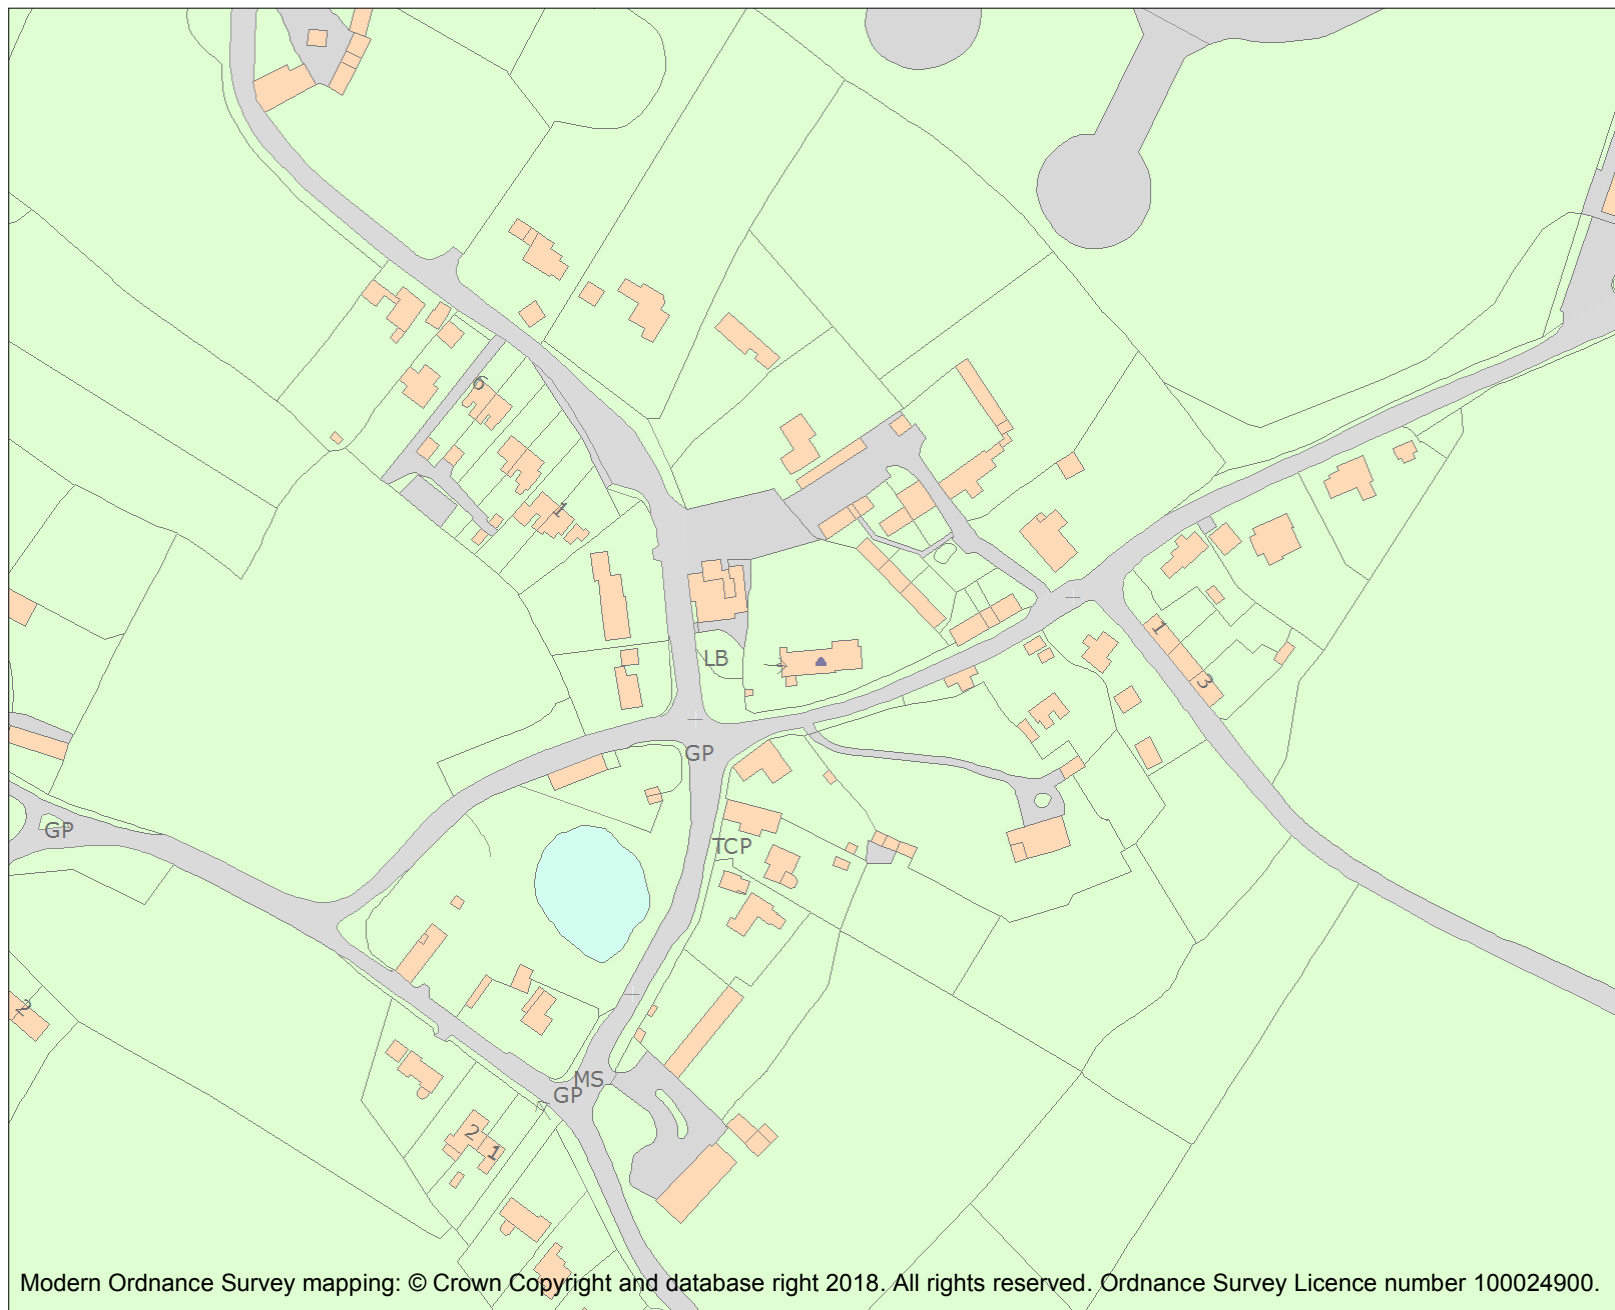 6
1
LB
1
3
GP
GP
TCP
2
MS
GP
2
1
Modern Ordnance Survey mapping: © Crown Copyright and database right 2018. All rights reserved. Ordnance Survey Licence number 100024900.